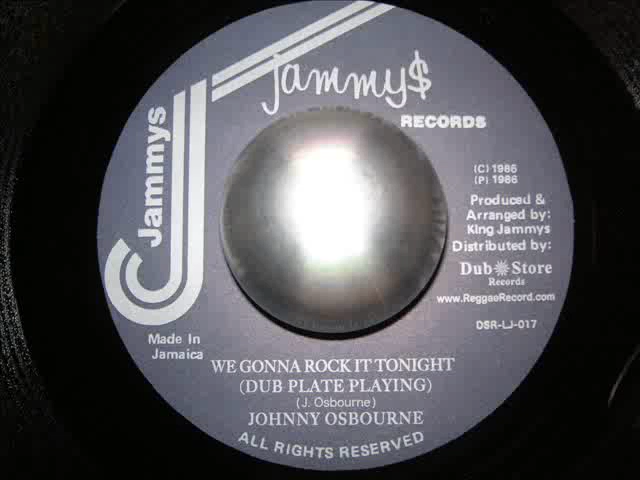 Jammy$
RECORDS
Jammys
(C) 1986
(P) 1986
Produced &
Arranged by:
King Jammys
Distributed by:
Dub Store
Records
www.ReggaeRecord.com
DSR-LJ-017
Made In
Jamaica
WE GONNA ROCK IT TONIGHT
(DUB PLATE PLAYING)
(J. Osbourne)
JOHNNY OSBOURNE
ALL RIGHTS RESERVED